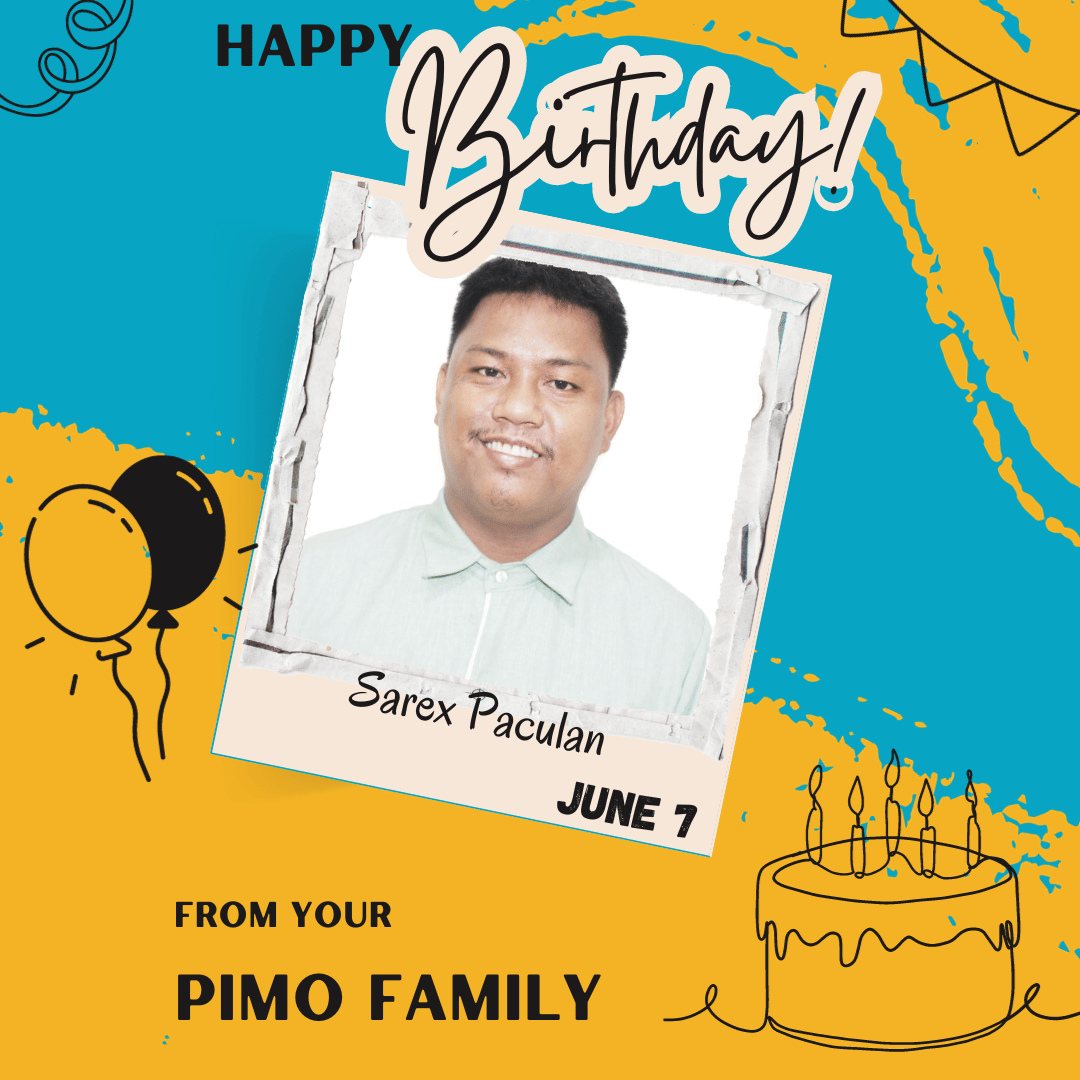 HAPPY
Birthday!
Sarex Paculan
JUNE 7
FROM YOUR
PIMO FAMILY